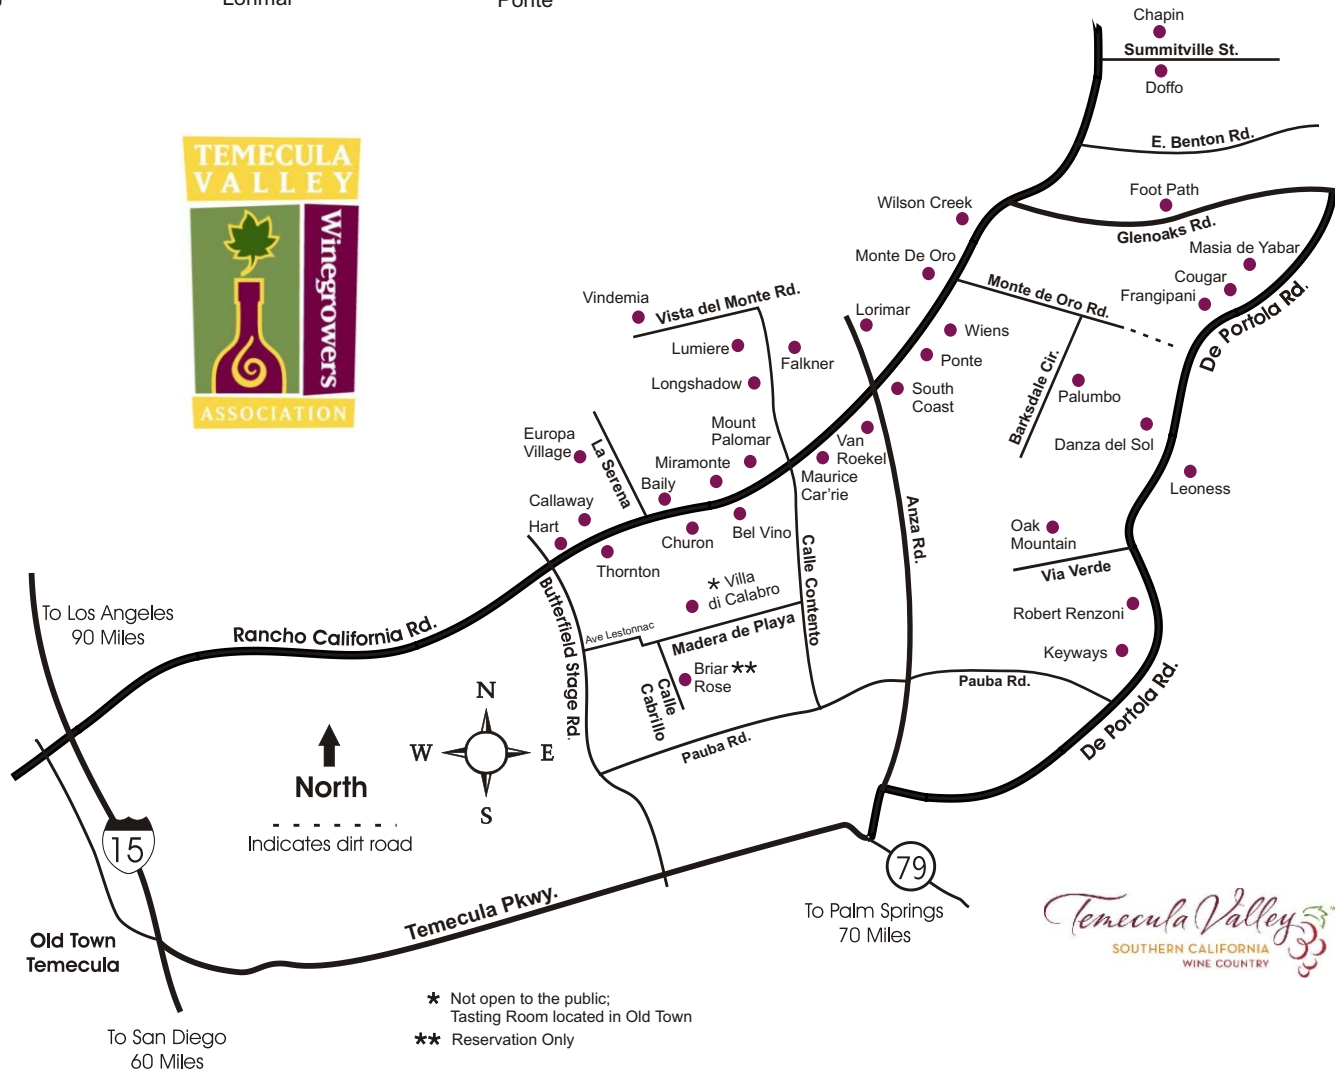 Lorimar
Ponte
Chapin
Summitville St.
Doffo
E. Benton Rd.
TEMECULA
VALLEY
Winegrowers
ASSOCIATION
Foot Path
Wilson Creek
Glenoaks Rd.
Masia de Yabar
Monte De Oro
Cougar
Frangipani
Monte de Oro Rd.
De Portola Rd.
Vindemia
Vista del Monte Rd.
Lorimar
Wiens
Lumiere
Falkner
Ponte
Longshadow
South
Coast
Barksdale Cir.
Palumbo
Mount
Palomar
Europa
Village
La Serena
Van
Roekel
Danza del Sol
Miramonte
Maurice
Car'rie
Baily
Leoness
Callaway
Hart
Churon
Bel Vino
Anza Rd.
Oak
Mountain
Thornton
Calle Contento
Via Verde
* Villa
di Calabro
Butterfield Stage Rd.
To Los Angeles
90 Miles
Rancho California Rd.
Ave Lestonnac
Madera de Playa
Robert Renzoni
Keyways
Briar **
Rose
Calle
Cabrillo
Pauba Rd.
De Portola Rd.
N
W
E
S
Pauba Rd.
North
Indicates dirt road
15
79
To Palm Springs
70 Miles
Temecula Pkwy.
Old Town
Temecula
Temecula Valley
SOUTHERN CALIFORNIA
WINE COUNTRY
* Not open to the public;
Tasting Room located in Old Town
** Reservation Only
To San Diego
60 Miles